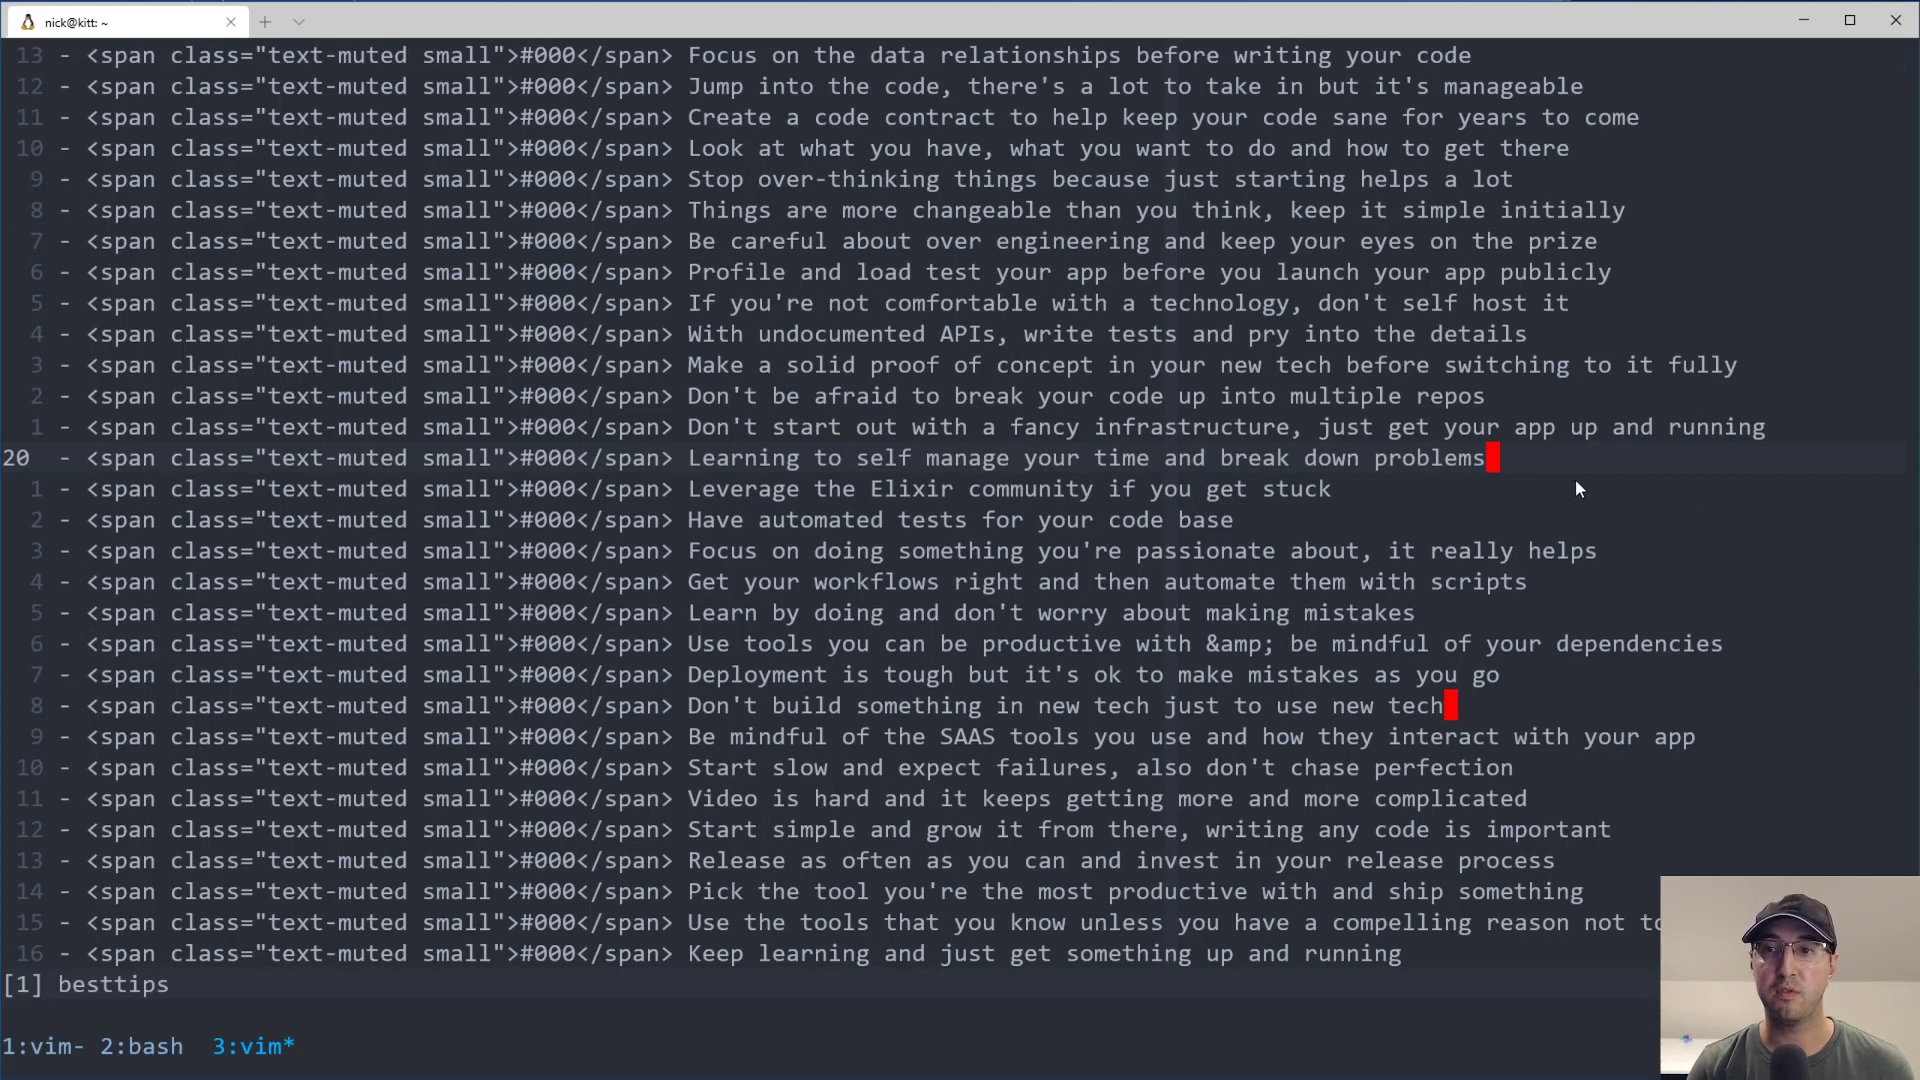 nick@kitt: ~
13 - <span class="text-muted small">#000</span> Focus on the data relationships before writing your code
12 - <span class="text-muted small">#000</span> Jump into the code, there's a lot to take in but it's manageable
11 - <span class="text-muted small">#000</span> Create a code contract to help keep your code sane for years to come
10 - <span class="text-muted small">#000</span> Look at what you have, what you want to do and how to get there
9 - <span class="text-muted small">#000</span> Stop over-thinking things because just starting helps a lot
8 - <span class="text-muted small">#000</span> Things are more changeable than you think, keep it simple initially
7 - <span class="text-muted small">#000</span> Be careful about over engineering and keep your eyes on the prize
6 - <span class="text-muted small">#000</span> Profile and load test your app before you launch your app publicly
5 - <span class="text-muted small">#000</span> If you're not comfortable with a technology, don't self host it
4 - <span class="text-muted small">#000</span> With undocumented APIs, write tests and pry into the details
3 - <span class="text-muted small">#000</span> Make a solid proof of concept in your new tech before switching to it fully
2 - <span class="text-muted small">#000</span> Don't be afraid to break your code up into multiple repos
1 - <span class="text-muted small">#000</span> Don't start out with a fancy infrastructure, just get your app up and running
20 - <span class="text-muted small">#000</span> Learning to self manage your time and break down problems
1 - <span class="text-muted small">#000</span> Leverage the Elixir community if you get stuck
2 - <span class="text-muted small">#000</span> Have automated tests for your code base
3 - <span class="text-muted small">#000</span> Focus on doing something you're passionate about, it really helps
4 - <span class="text-muted small">#000</span> Get your workflows right and then automate them with scripts
5 - <span class="text-muted small">#000</span> Learn by doing and don't worry about making mistakes
6 - <span class="text-muted small">#000</span> Use tools you can be productive with &amp; be mindful of your dependencies
7 - <span class="text-muted small">#000</span> Deployment is tough but it's ok to make mistakes as you go
8 - <span class="text-muted small">#000</span> Don't build something in new tech just to use new tech
9 - <span class="text-muted small">#000</span> Be mindful of the SAAS tools you use and how they interact with your app
10 - <span class="text-muted small">#000</span> Start slow and expect failures, also don't chase perfection
11 - <span class="text-muted small">#000</span> Video is hard and it keeps getting more and more complicated
12 - <span class="text-muted small">#000</span> Start simple and grow it from there, writing any code is important
13 - <span class="text-muted small">#000</span> Release as often as you can and invest in your release process
14 - <span class="text-muted small">#000</span> Pick the tool you're the most productive with and ship something
15 - <span class="text-muted small">#000</span> Use the tools that you know unless you have a compelling reason not to
16 - <span class="text-muted small">#000</span> Keep learning and just get something up and running
[1] besttips
1:vim- 2:bash 3:vim*